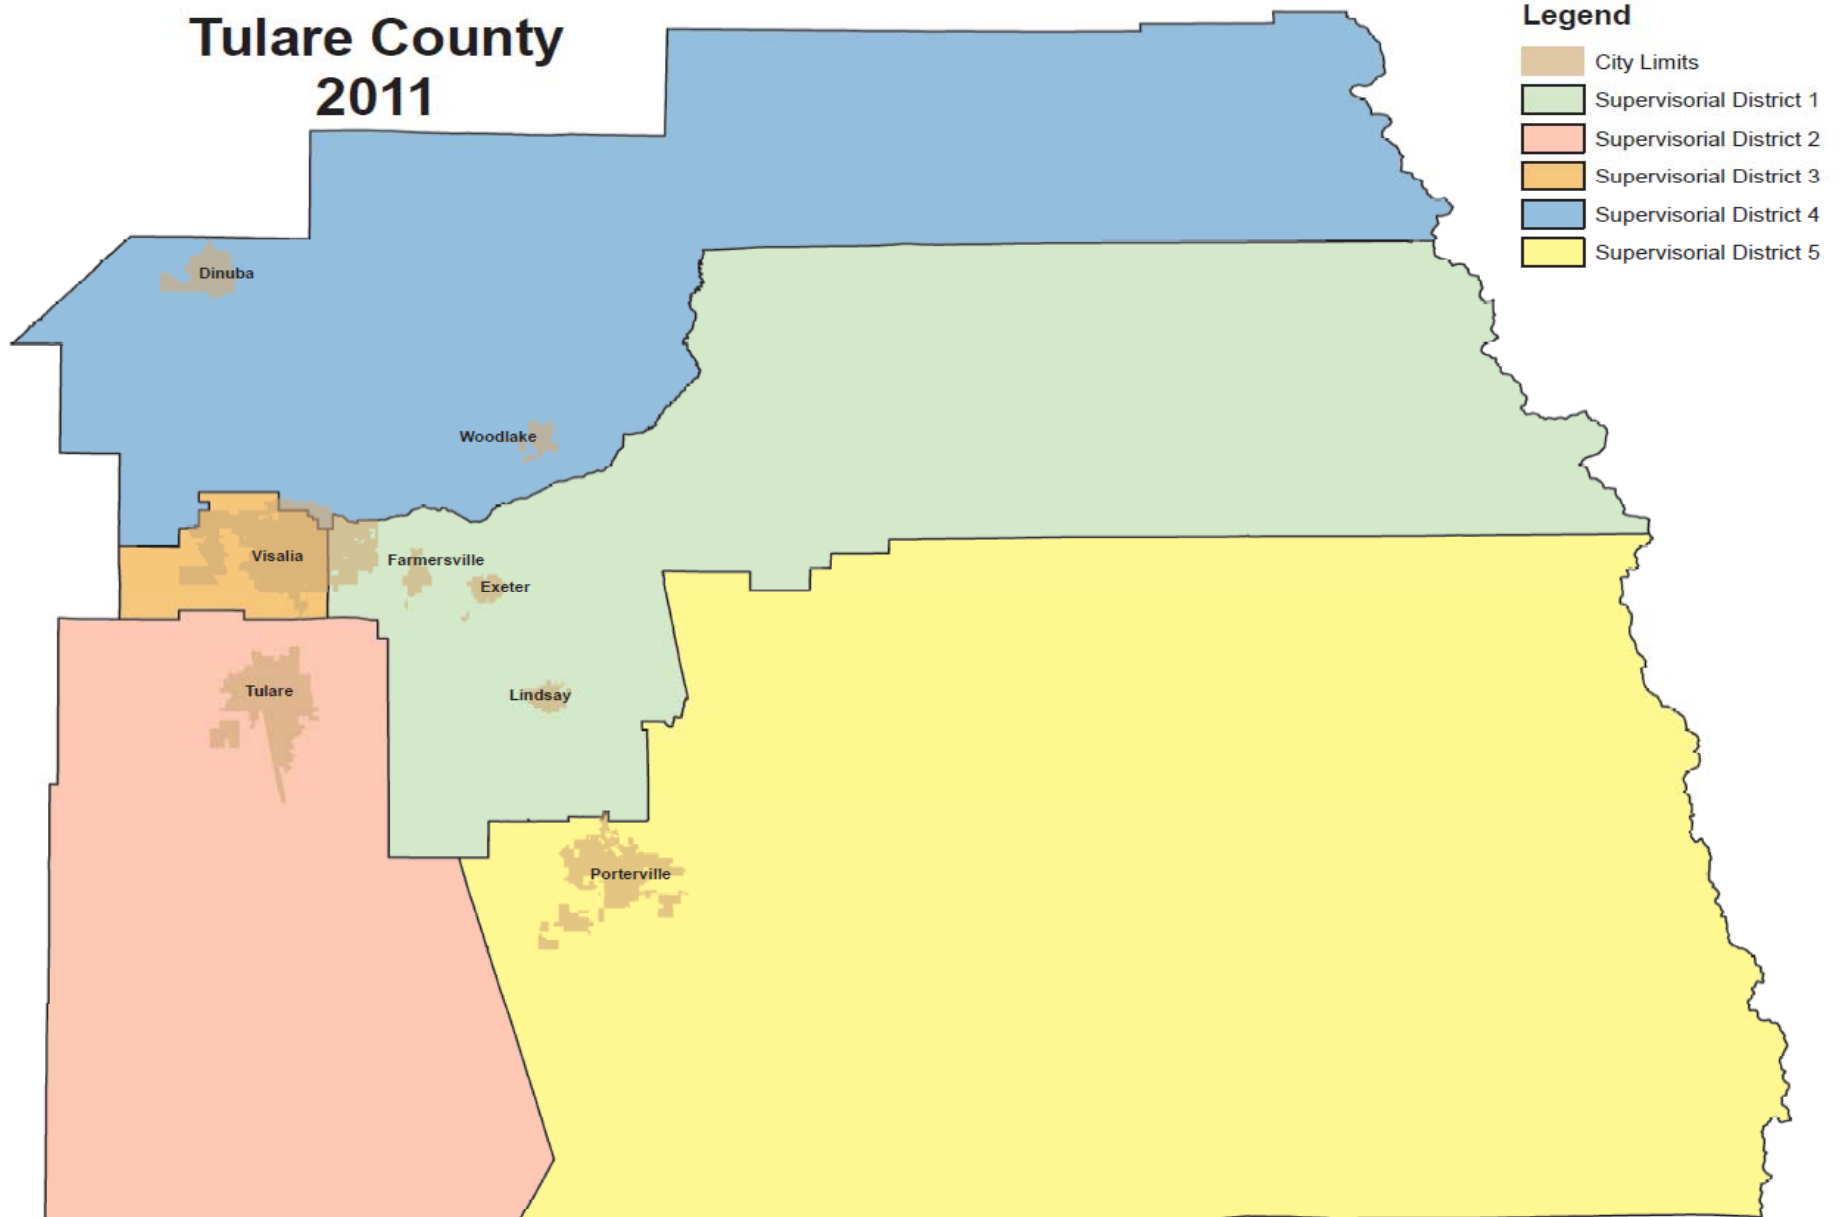 Tulare County
2011
Legend
City Limits
Supervisorial District 1
Supervisorial District 2
Supervisorial District 3
Supervisorial District 4
Supervisorial District 5
Dinuba
Woodlake
Visalia
Farmersville
Exeter
Tulare
Lindsay
Porterville